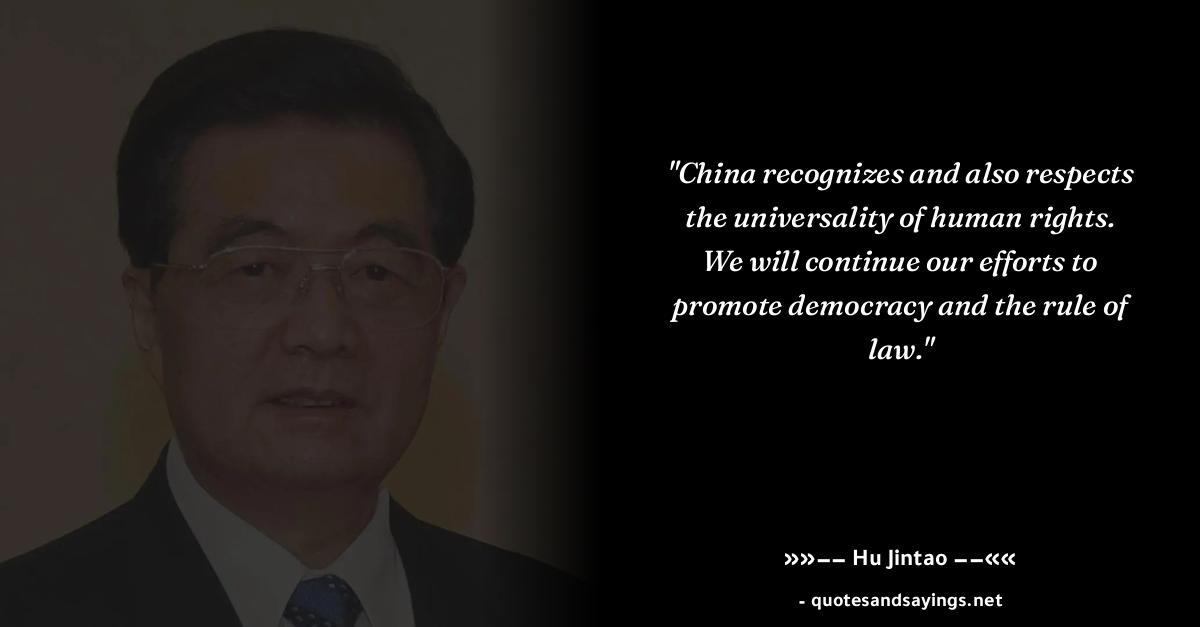 "China recognizes and also respects
the universality of human rights.
We will continue our efforts to
promote democracy and the rule of
law."
»»–– Hu Jintao ––««
- quotesandsayings.net